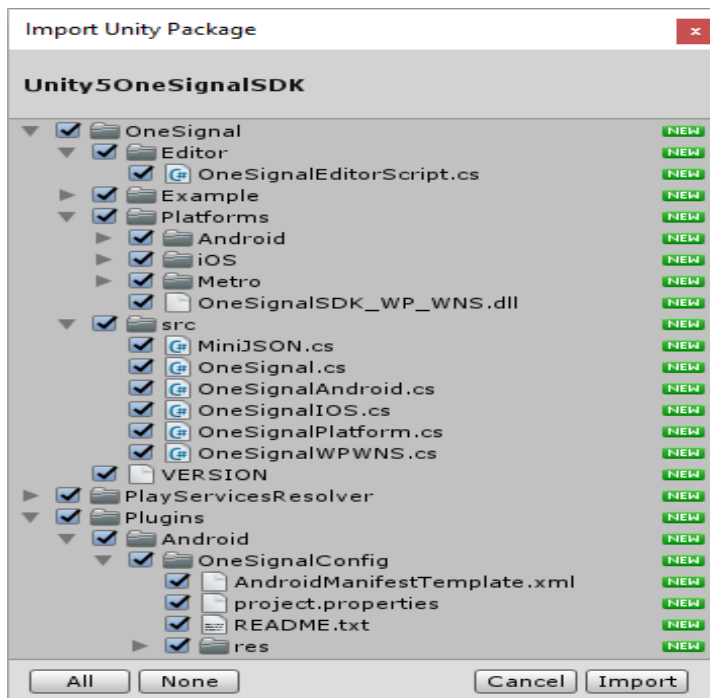 Import Unity Package
x
Unity5OneSignalSDK
OneSignal NEW
Editor NEW
C# OneSignalEditorScript.cs NEW
Example NEW
Platforms NEW
Android NEW
iOS NEW
Metro NEW
OneSignalSDK_WP_WNS.dll NEW
src NEW
C# MiniJSON.cs NEW
C# OneSignal.cs NEW
C# OneSignalAndroid.cs NEW
C# OneSignalIOS.cs NEW
C# OneSignalPlatform.cs NEW
C# OneSignalWPWNS.cs NEW
VERSION NEW
PlayServicesResolver NEW
Plugins NEW
Android NEW
OneSignalConfig NEW
AndroidManifestTemplate.xml NEW
project.properties NEW
README.txt NEW
res NEW
All None Cancel Import